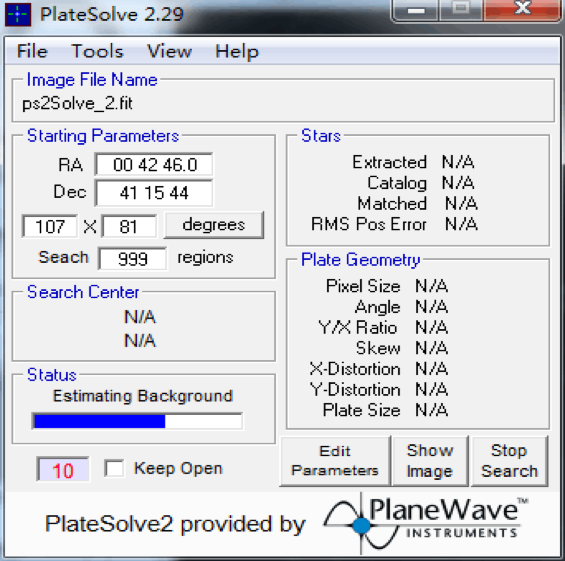 PlateSolve 2.29
File Tools View Help
Image File Name
ps2Solve_2.fit
Starting Parameters
RA 00 42 46.0
Dec 41 15 44
107 X 81 degrees
Seach 999 regions
Search Center
N/A
N/A
Status
Estimating Background
10 Keep Open
Stars
Extracted N/A
Catalog N/A
Matched N/A
RMS Pos Error N/A
Plate Geometry
Pixel Size N/A
Angle N/A
Y/X Ratio N/A
Skew N/A
X-Distortion N/A
Y-Distortion N/A
Plate Size N/A
Edit Parameters
Show Image
Stop Search
PlateSolve2 provided by
PlaneWave™
INSTRUMENTS